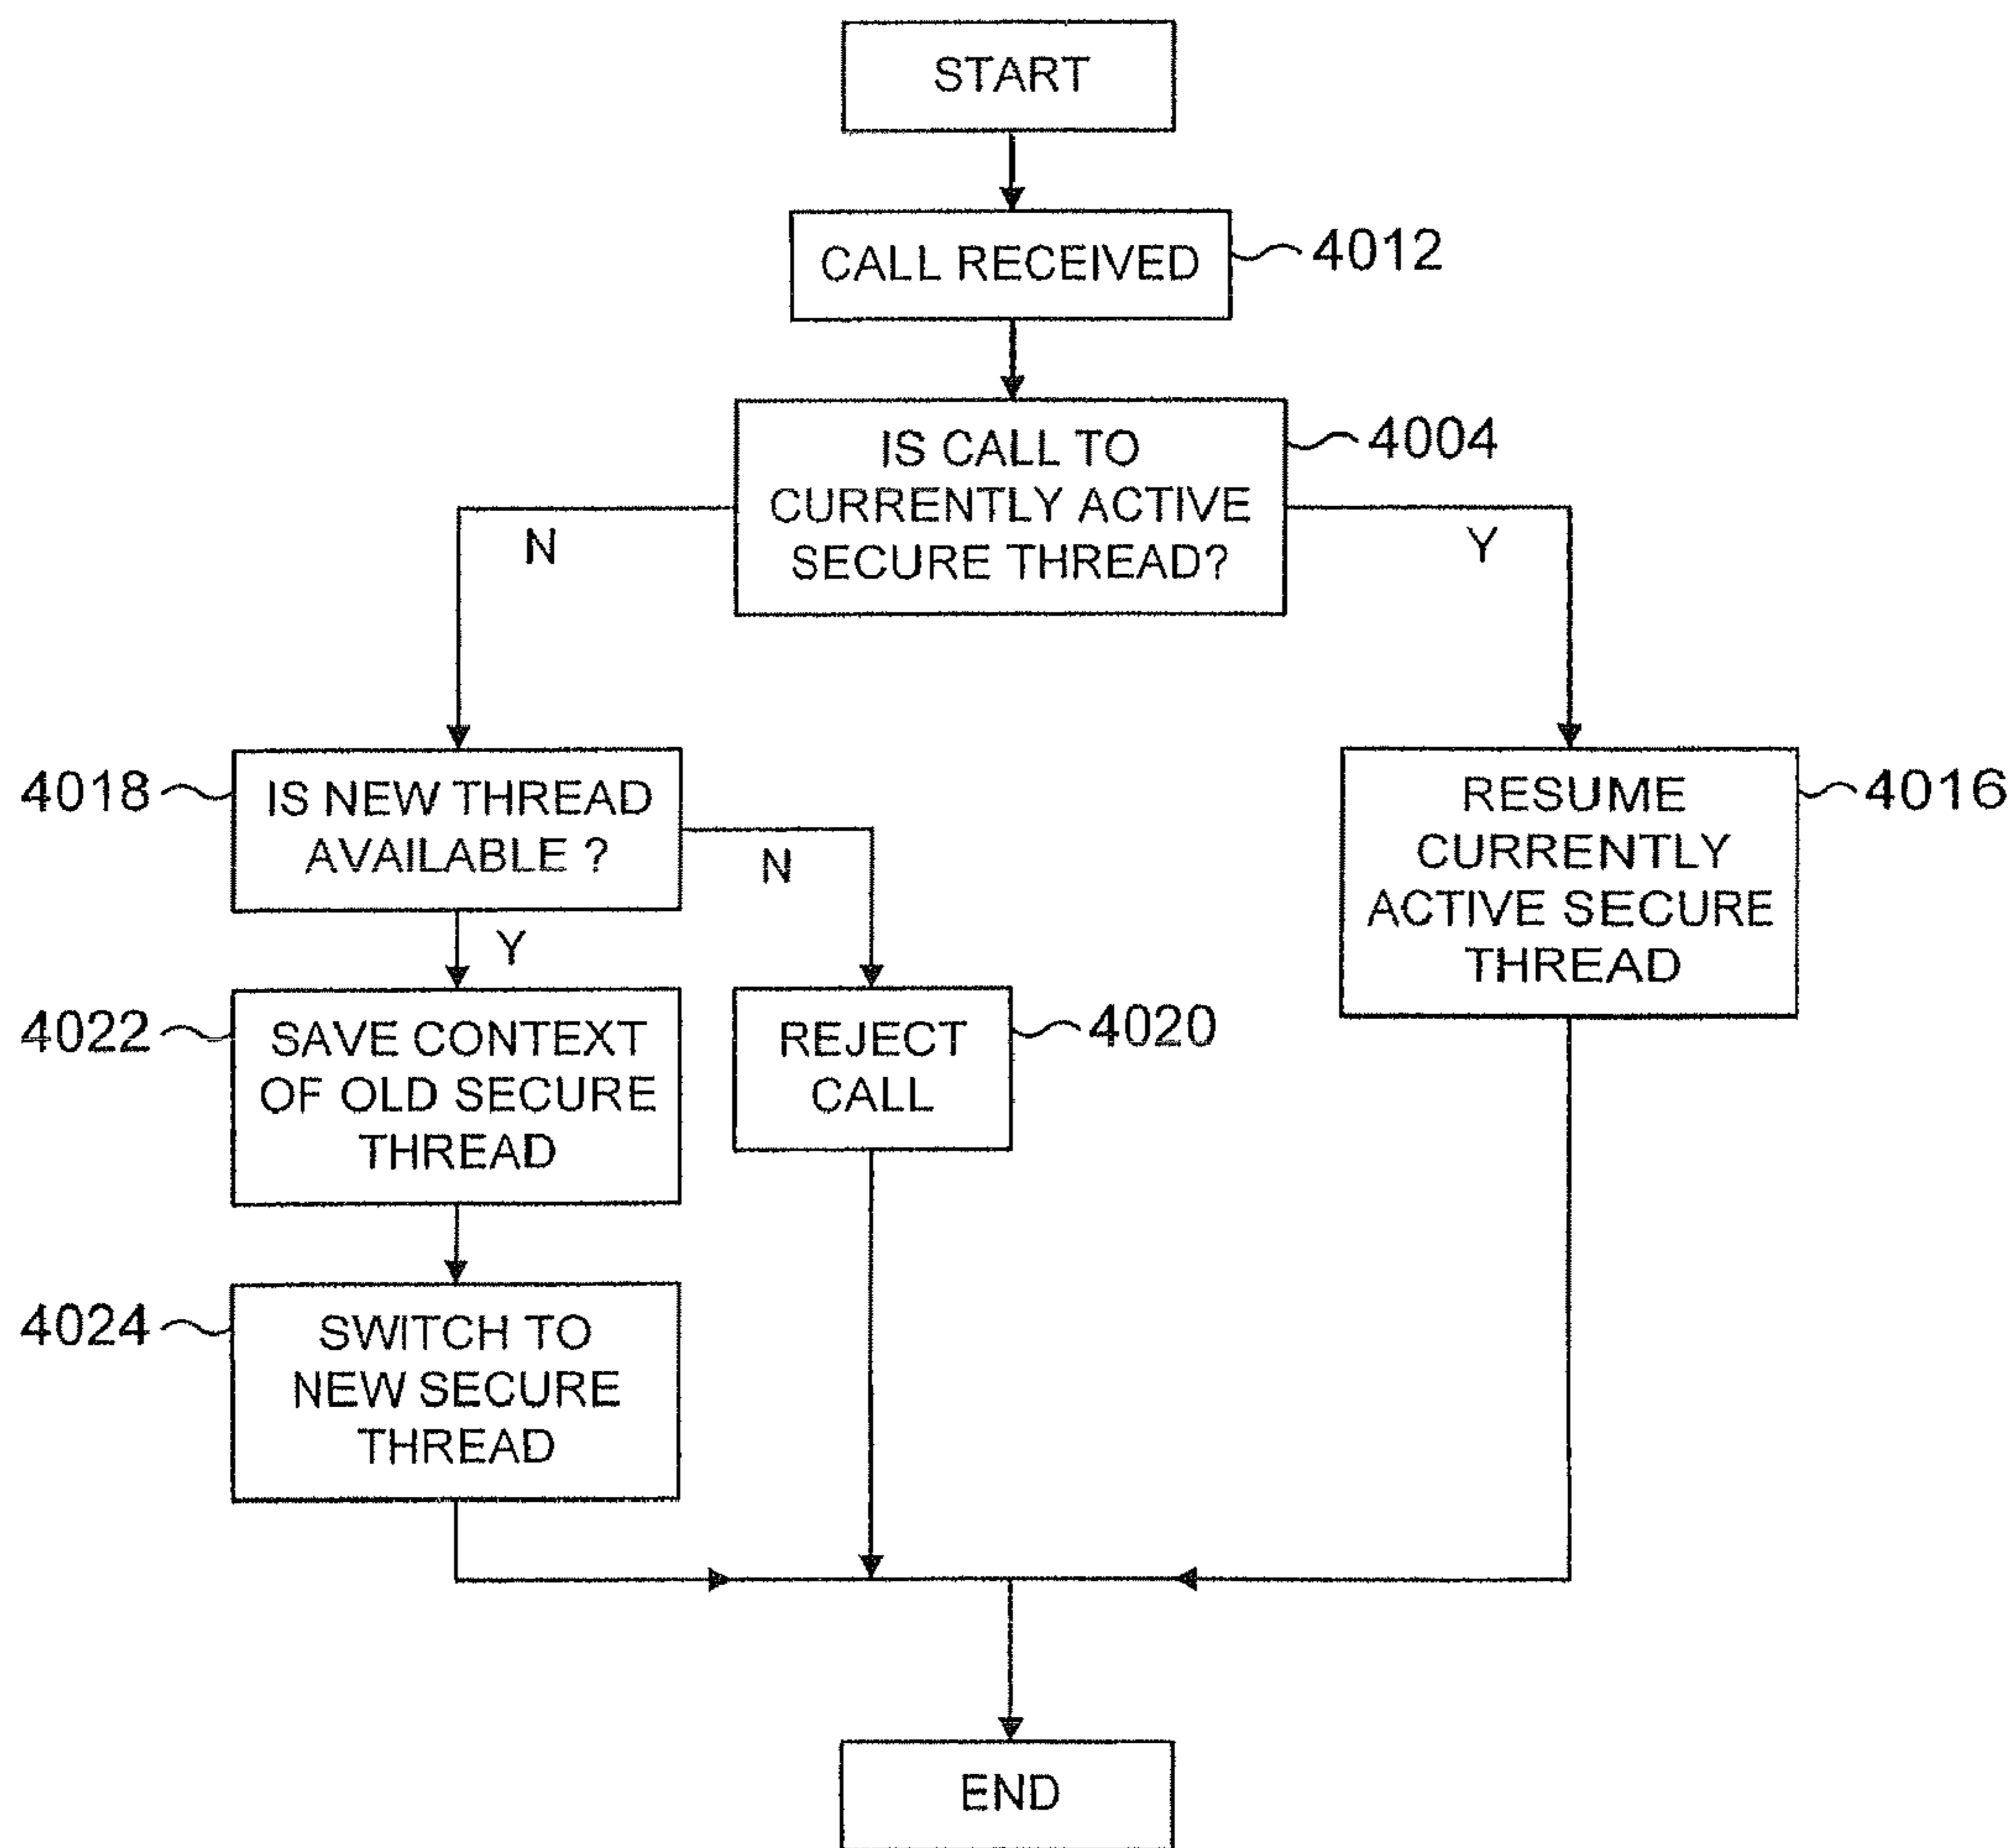 START
CALL RECEIVED
4012
IS CALL TO
CURRENTLY ACTIVE
SECURE THREAD?
4004
N
Y
4018
IS NEW THREAD
AVAILABLE ?
N
Y
RESUME
CURRENTLY
ACTIVE SECURE
THREAD
4016
4022
SAVE CONTEXT
OF OLD SECURE
THREAD
REJECT
CALL
4020
4024
SWITCH TO
NEW SECURE
THREAD
END